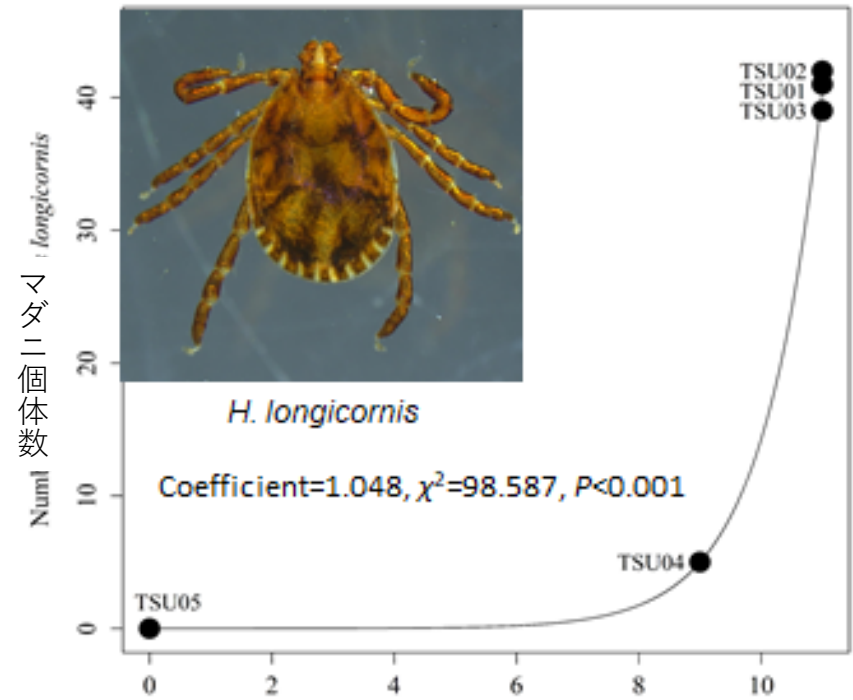 TSU02
TSU01
TSU03
40
30
20
10
0
longicornis
マダニ個体数
H. longicornis
Coefficient=1.048, χ²=98.587, P<0.001
TSU04
TSU05
0 2 4 6 8 10